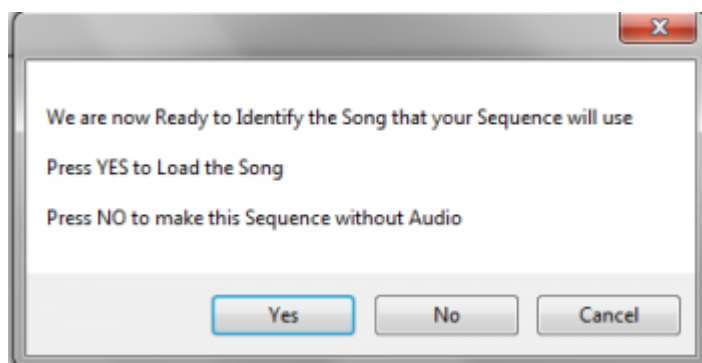 We are now Ready to Identify the Song that your Sequence will use
Press YES to Load the Song
Press NO to make this Sequence without Audio
Yes No Cancel